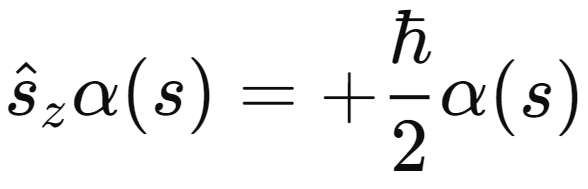 ŝ_z α(s) = +ℏ/2 α(s)